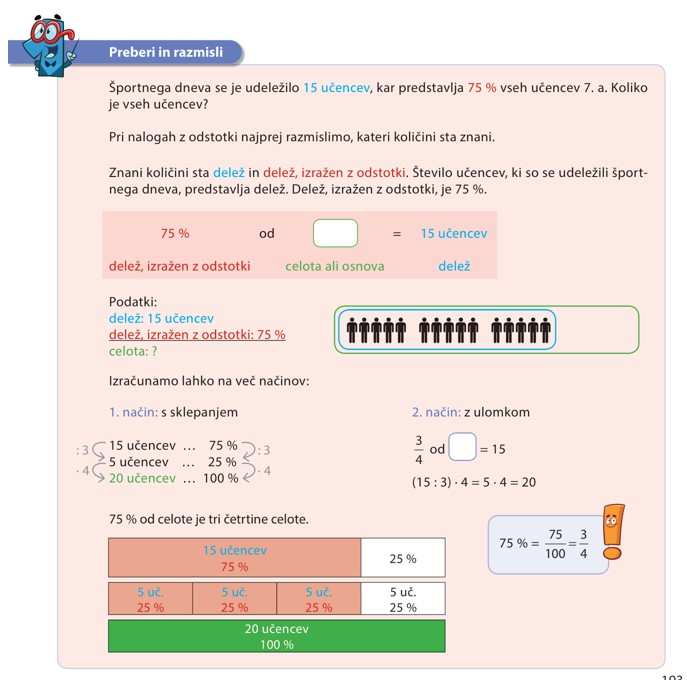 Preberi in razmisli
Športnega dneva se je udeležilo 15 učencev, kar predstavlja 75 % vseh učencev 7. a. Koliko
je vseh učencev?
Pri nalogah z odstotki najprej razmislimo, kateri količini sta znani.
Znani količini sta delež in delež, izražen z odstotki. Število učencev, ki so se udeležili šport-
nega dneva, predstavlja delež. Delež, izražen z odstotki, je 75 %.
75 % od = 15 učencev
delež, izražen z odstotki celota ali osnova delež
Podatki:
delež: 15 učencev
delež, izražen z odstotki: 75 %
celota: ?
Izračunamo lahko na več načinov:
1. način: s sklepanjem
: 3 15 učencev ... 75 % : 3
5 učencev ... 25 %
· 4 20 učencev ... 100 % · 4
2. način: z ulomkom
3/4 od = 15
(15 : 3) · 4 = 5 · 4 = 20
75 % od celote je tri četrtine celote.
15 učencev
75 %
25 %
5 uč. 5 uč. 5 uč. 5 uč.
25 % 25 % 25 % 25 %
20 učencev
100 %
75 % = 75/100 = 3/4